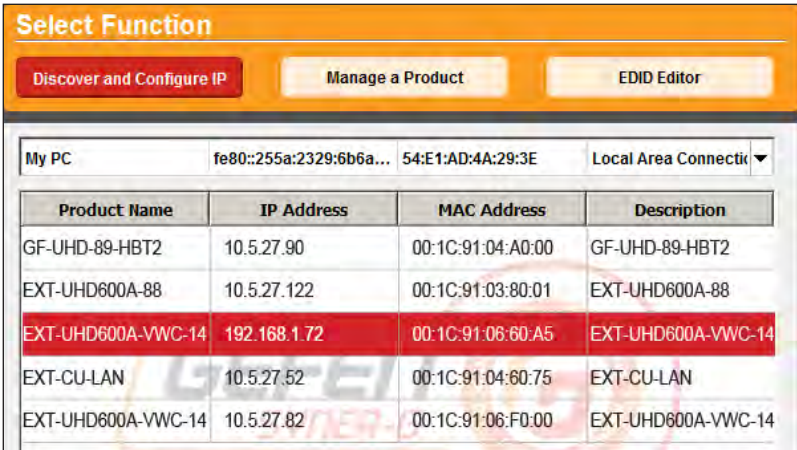 Select Function
Discover and Configure IP Manage a Product EDID Editor
My PC fe80::255a:2329:6b6a... 54:E1:AD:4A:29:3E Local Area Connectic
Product Name IP Address MAC Address Description
GF-UHD-89-HBT2 10.5.27.90 00:1C:91:04:A0:00 GF-UHD-89-HBT2
EXT-UHD600A-88 10.5.27.122 00:1C:91:03:80:01 EXT-UHD600A-88
EXT-UHD600A-VWC-14 192.168.1.72 00:1C:91:06:60:A5 EXT-UHD600A-VWC-14
EXT-CU-LAN 10.5.27.52 00:1C:91:04:60:75 EXT-CU-LAN
EXT-UHD600A-VWC-14 10.5.27.82 00:1C:91:06:F0:00 EXT-UHD600A-VWC-14
GEFEN
SYNER-G